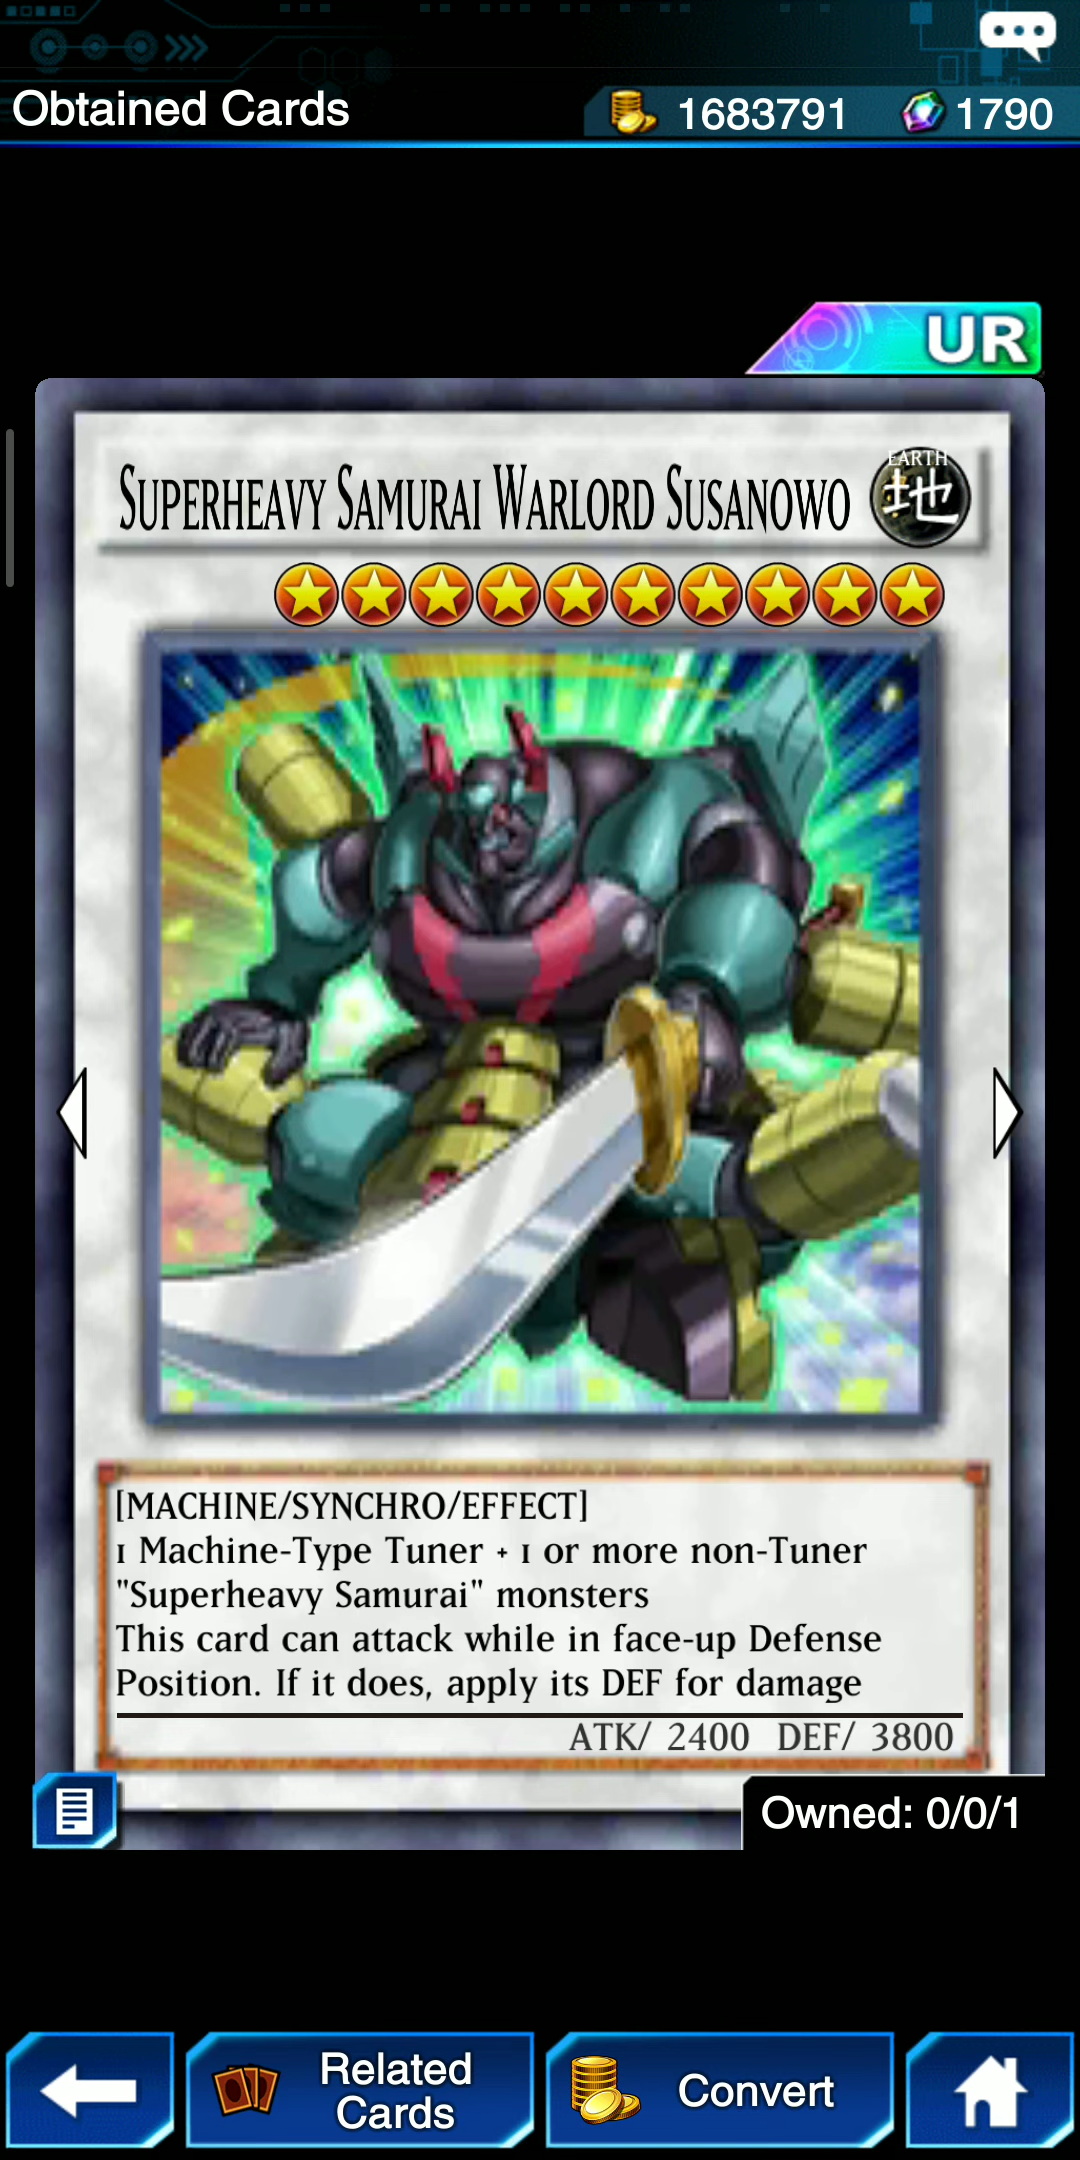 Obtained Cards
1683791
1790
UR
SUPERHEAVY SAMURAI WARLORD SUSANOWO
EARTH
地
[MACHINE/SYNCHRO/EFFECT]
1 Machine-Type Tuner + 1 or more non-Tuner
"Superheavy Samurai" monsters
This card can attack while in face-up Defense
Position. If it does, apply its DEF for damage
ATK/ 2400 DEF/ 3800
Owned: 0/0/1
Related
Cards
Convert